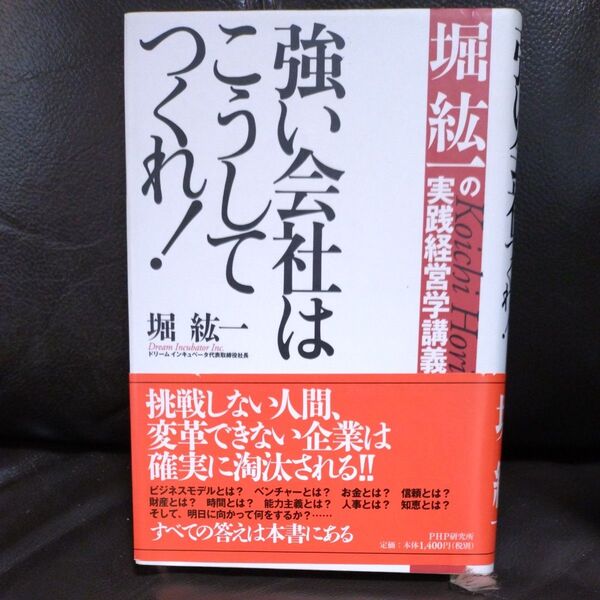 堀 紘一の
実践経営学講義
Koichi Hori
強い会社は
こうして
つくれ!
堀 紘一
Dream Incubator Inc.
ドリームインキュベータ代表取締役社長
挑戦しない人間、
変革できない企業は
確実に淘汰される!!
ビジネスモデルとは? ベンチャーとは? お金とは? 信頼とは?
財産とは? 時間とは? 能力主義とは? 人事とは? 知恵とは?
そして、明日に向かって何をするか?……
すべての答えは本書にある
PHP研究所
定価:本体1,400円(税別)